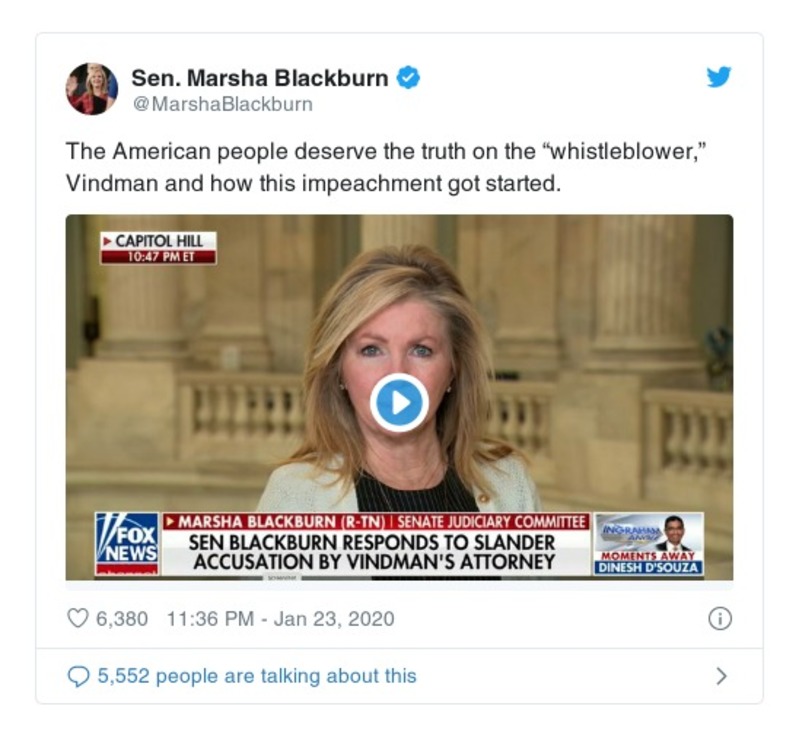 Sen. Marsha Blackburn
@MarshaBlackburn
The American people deserve the truth on the “whistleblower,”
Vindman and how this impeachment got started.
CAPITOL HILL
10:47 PM ET
MARSHA BLACKBURN (R-TN) | SENATE JUDICIARY COMMITTEE
FOX
NEWS
channel
SEN BLACKBURN RESPONDS TO SLANDER
ACCUSATION BY VINDMAN'S ATTORNEY
INGRAHAM
ANGLE
MOMENTS AWAY
DINESH D'SOUZA
6,380 11:36 PM - Jan 23, 2020
5,552 people are talking about this